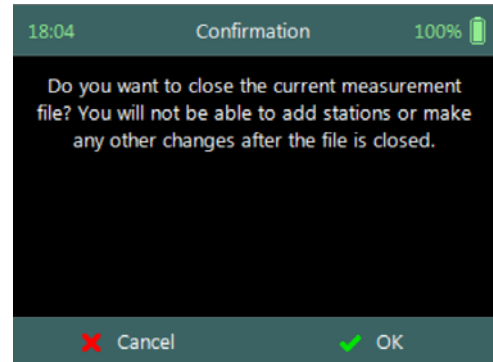 18:04 Confirmation 100%
Do you want to close the current measurement
file? You will not be able to add stations or make
any other changes after the file is closed.
Cancel OK